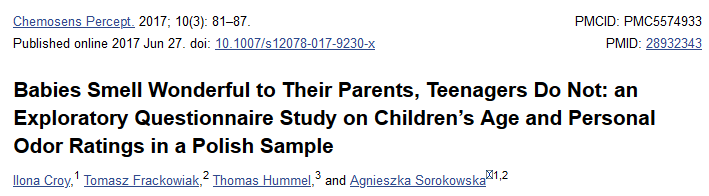 Chemosens Percept. 2017; 10(3): 81–87. PMCID: PMC5574933
Published online 2017 Jun 27. doi: 10.1007/s12078-017-9230-x PMID: 28932343
Babies Smell Wonderful to Their Parents, Teenagers Do Not: an
Exploratory Questionnaire Study on Children’s Age and Personal
Odor Ratings in a Polish Sample
Ilona Croy,1 Tomasz Frackowiak,2 Thomas Hummel,3 and Agnieszka Sorokowska1,2